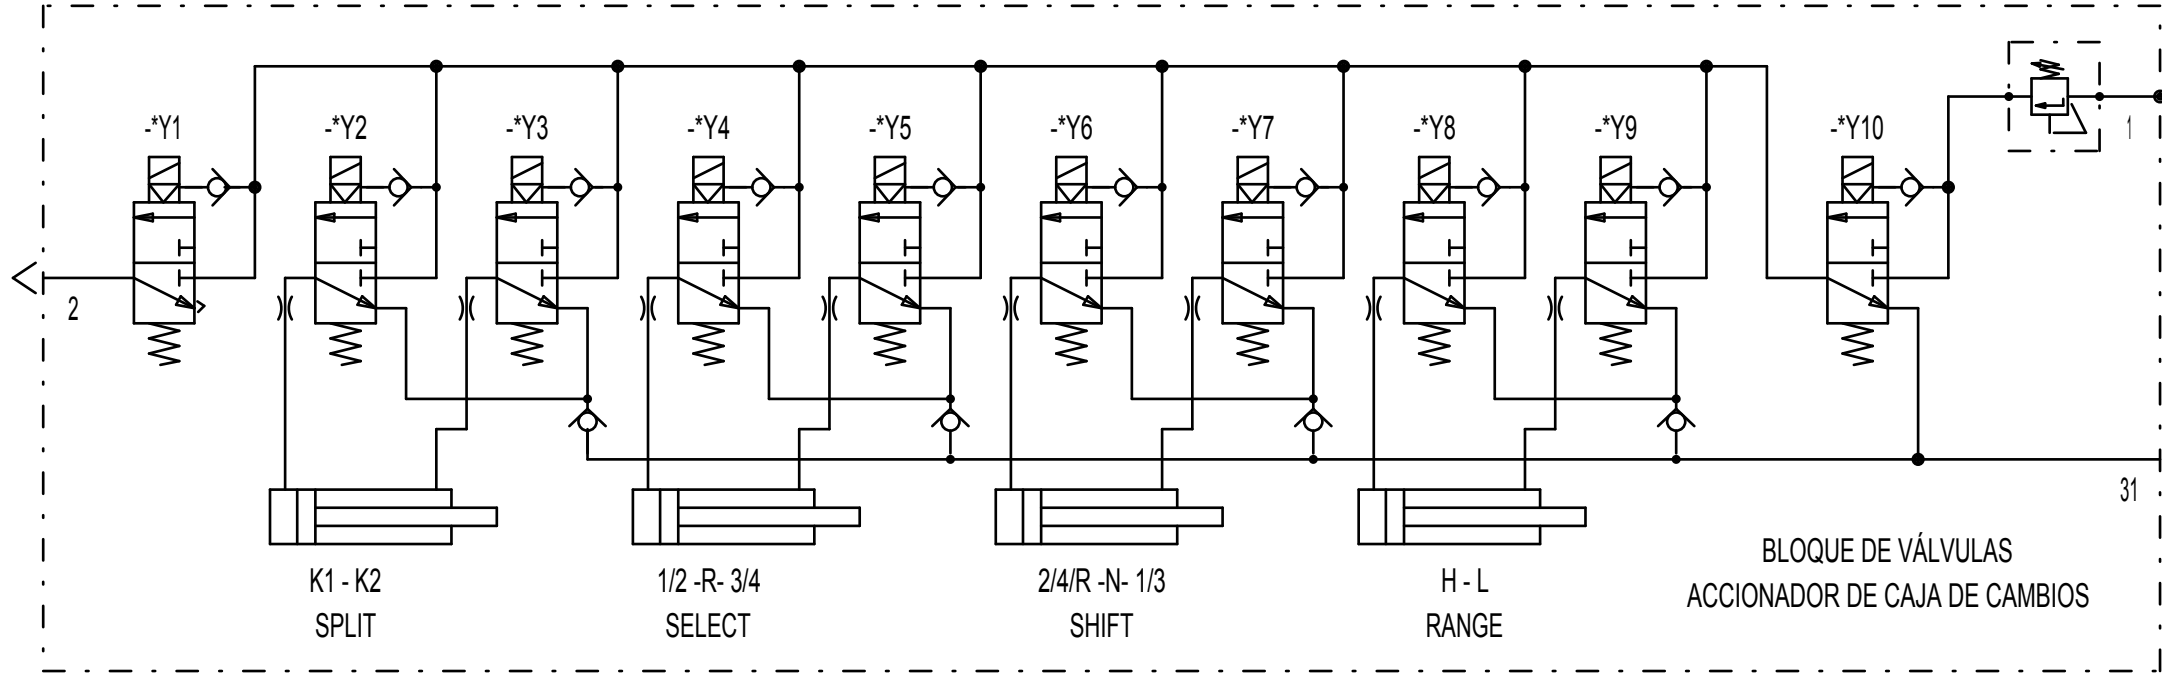 -*Y1
-*Y2
-*Y3
-*Y4
-*Y5
-*Y6
-*Y7
-*Y8
-*Y9
-*Y10
1
2
31
K1 - K2
SPLIT
1/2 -R- 3/4
SELECT
2/4/R -N- 1/3
SHIFT
H - L
RANGE
BLOQUE DE VÁLVULAS
ACCIONADOR DE CAJA DE CAMBIOS